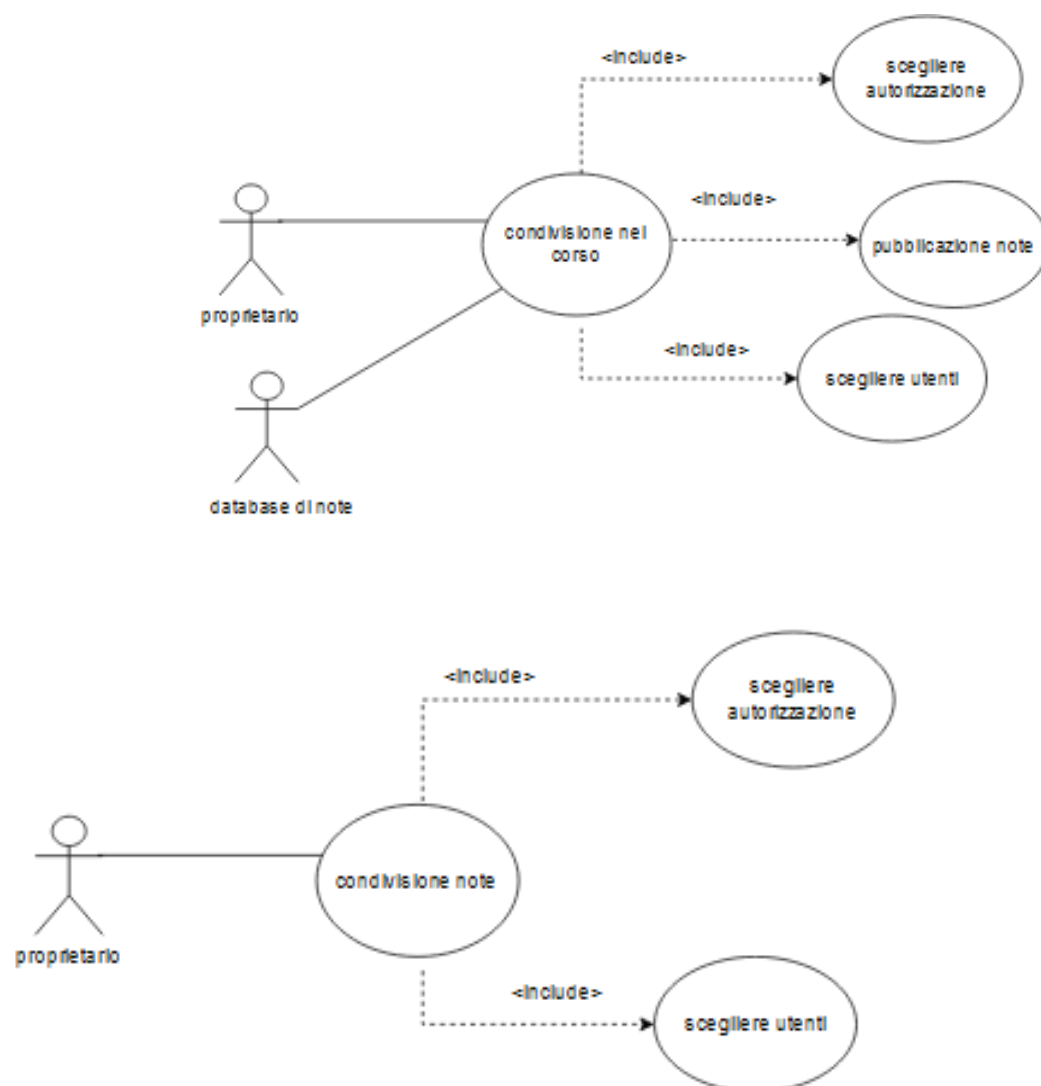 <include>
scegliere
autorizzazione
<include>
condivisione nel
corso
pubblicazione note
proprietario
<include>
scegliere utenti
database di note
<include>
scegliere
autorizzazione
condivisione note
proprietario
<include>
scegliere utenti